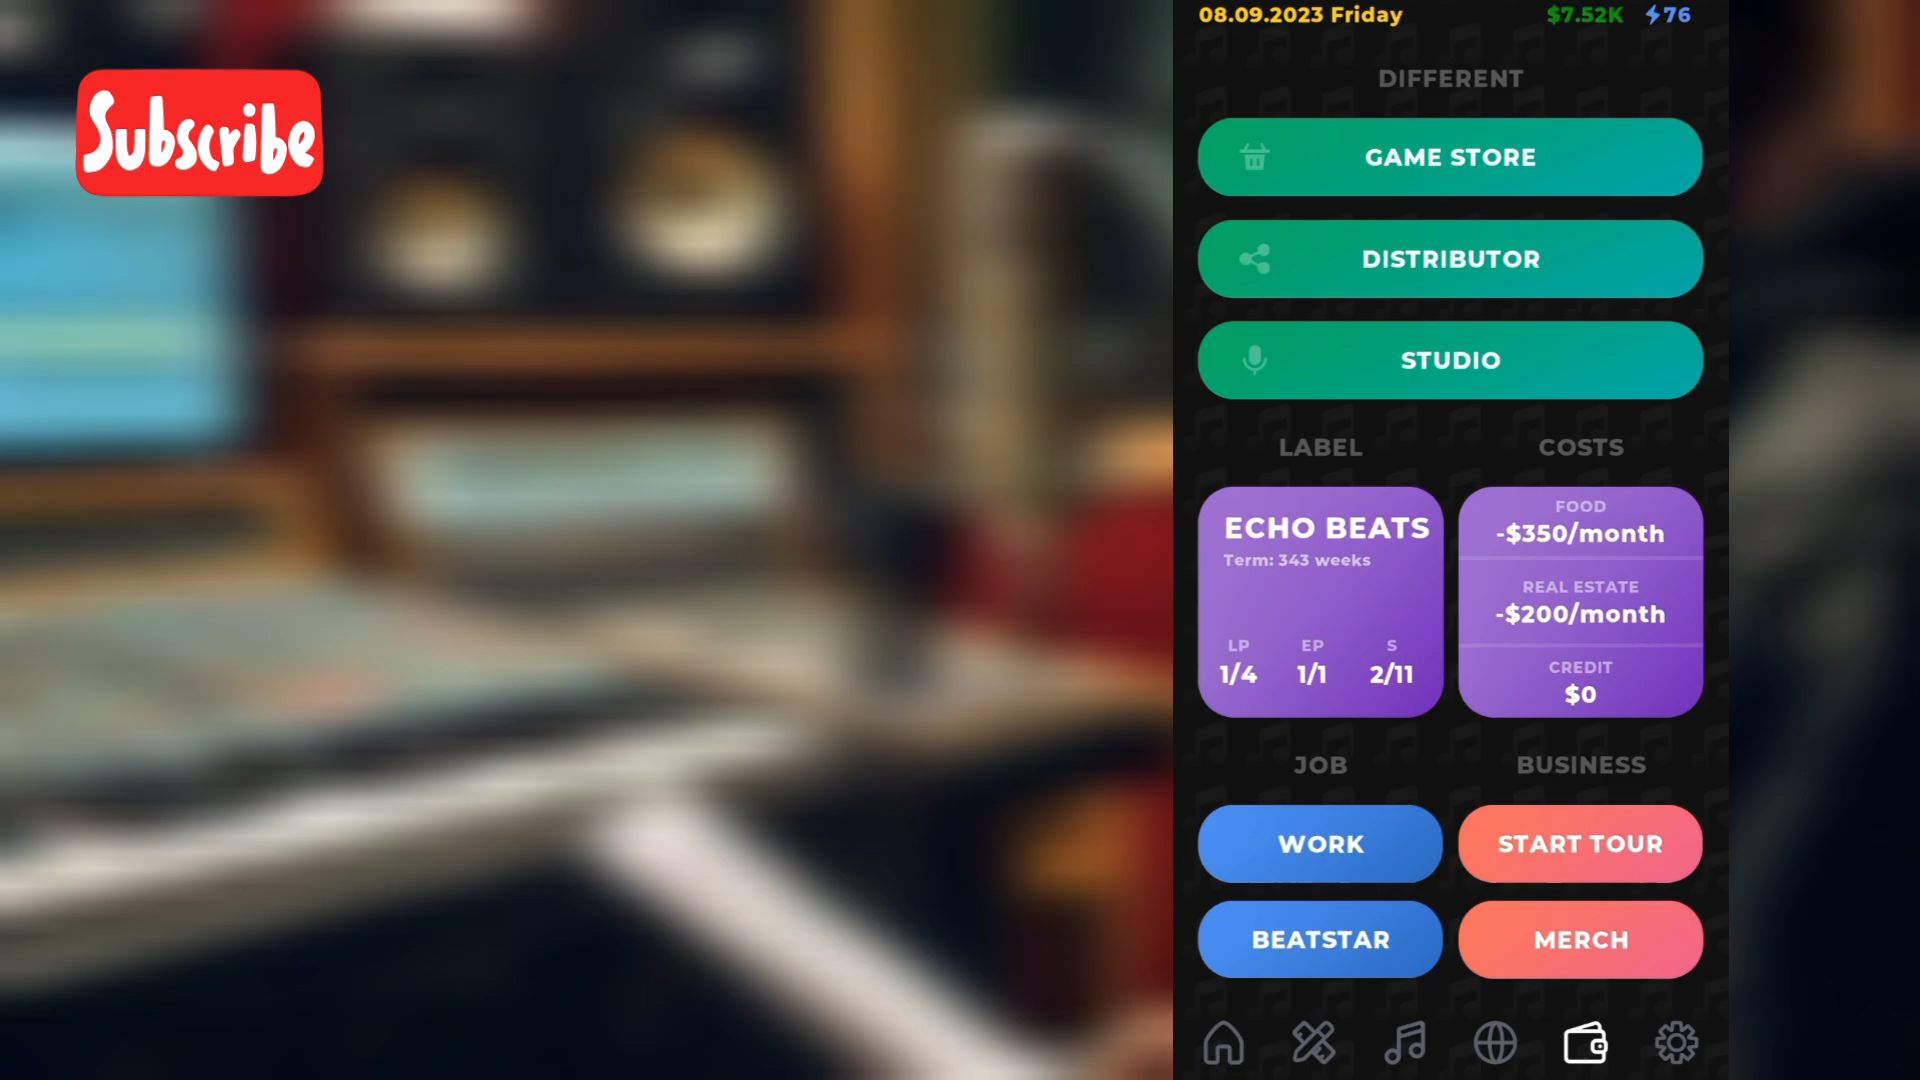 Subscribe
08.09.2023 Friday $7.52K 76
DIFFERENT
GAME STORE
DISTRIBUTOR
STUDIO
LABEL COSTS
ECHO BEATS
Term: 343 weeks
LP EP S
1/4 1/1 2/11
FOOD
-$350/month
REAL ESTATE
-$200/month
CREDIT
$0
JOB BUSINESS
WORK START TOUR
BEATSTAR MERCH